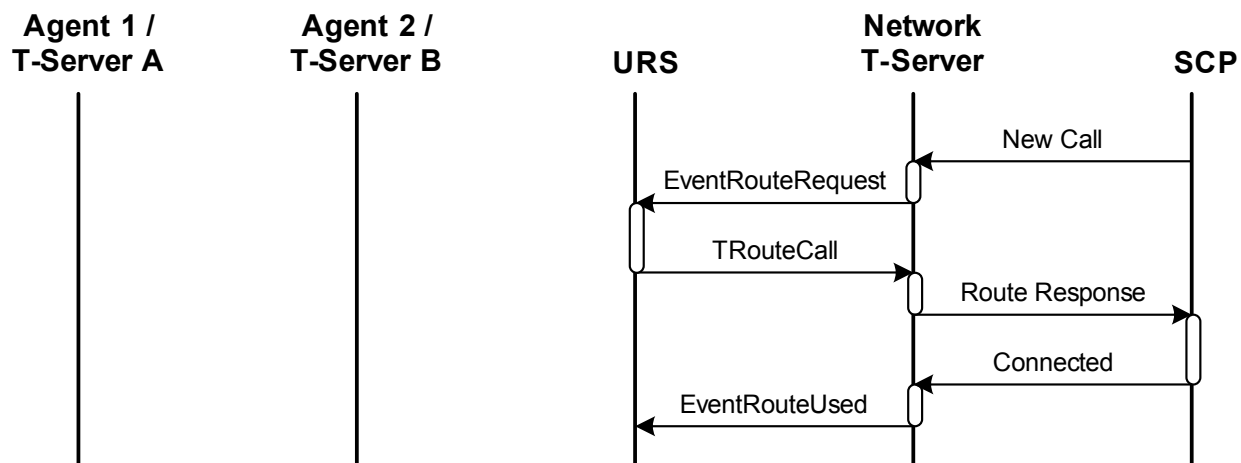 Agent 1 /
T-Server A
Agent 2 /
T-Server B
URS
Network
T-Server
SCP
New Call
EventRouteRequest
TRouteCall
Route Response
Connected
EventRouteUsed